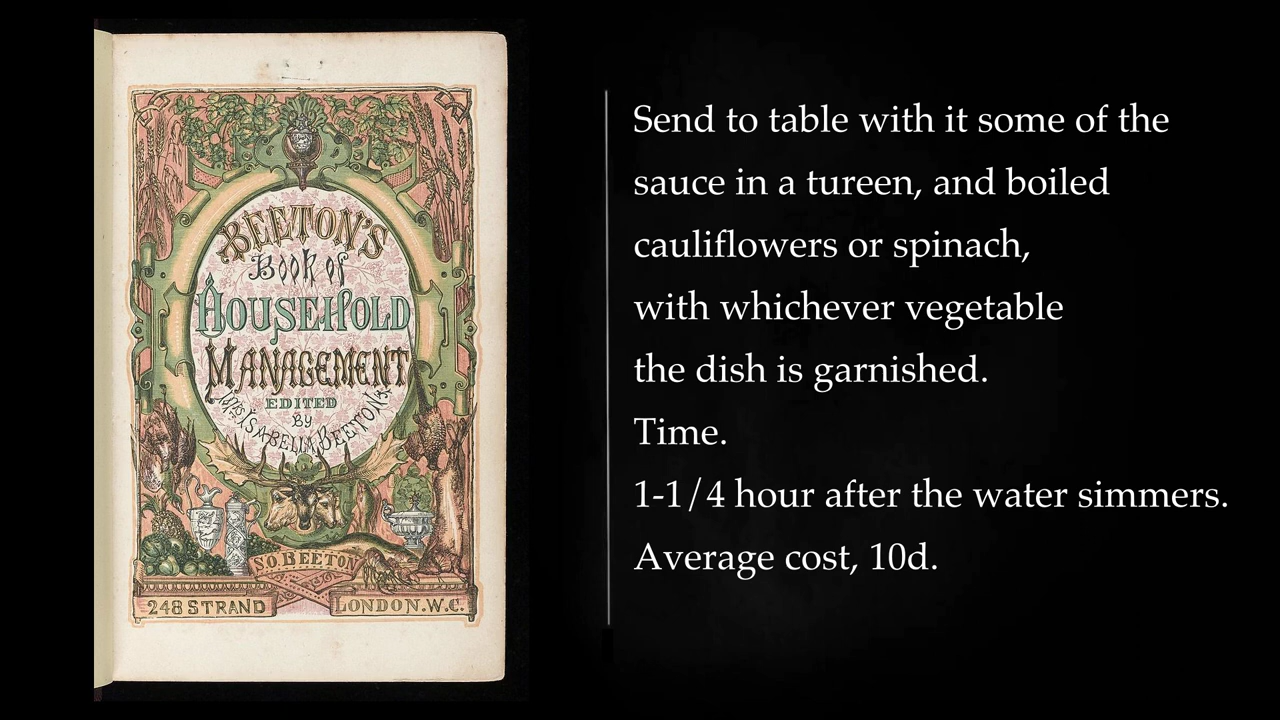 BEETON'S
Book of
HOUSEHOLD
MANAGEMENT
EDITED
By
MRS ISABELLA BEETON
S.O.BEETON
248 STRAND
LONDON.W.C.
Send to table with it some of the
sauce in a tureen, and boiled
cauliflowers or spinach,
with whichever vegetable
the dish is garnished.
Time.
1-1/4 hour after the water simmers.
Average cost, 10d.